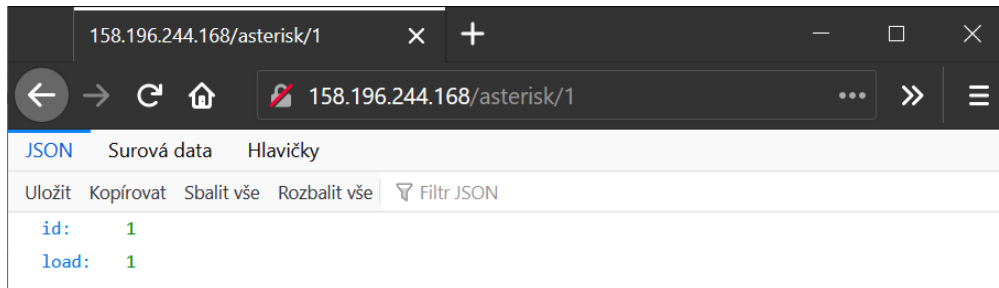 158.196.244.168/asterisk/1
158.196.244.168/asterisk/1
JSON Surová data Hlavičky
Uložit Kopírovat Sbalit vše Rozbalit vše Filtr JSON
id: 1
load: 1